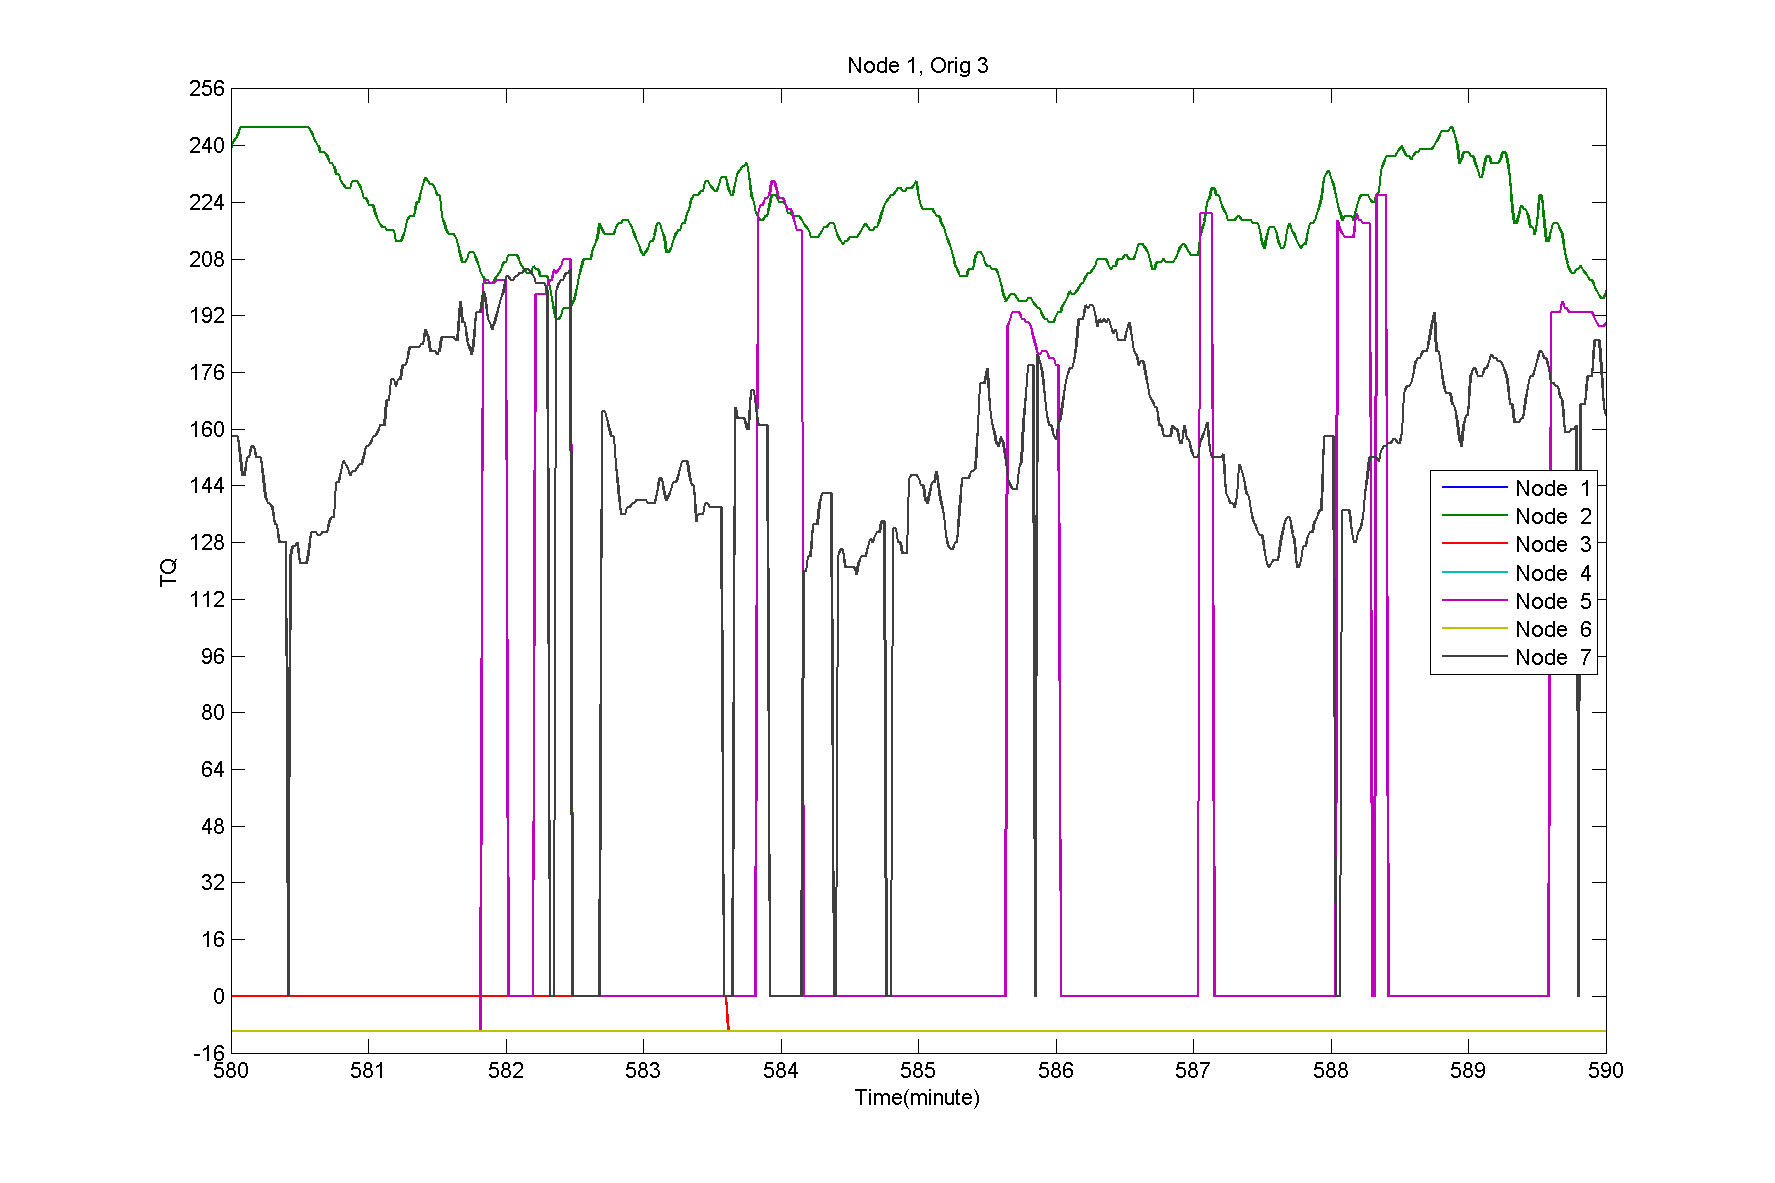 Node 1, Orig 3
256
240
224
208
192
176
160
144
128
112
96
80
64
48
32
16
0
-16
TQ
Node 1
Node 2
Node 3
Node 4
Node 5
Node 6
Node 7
580 581 582 583 584 585 586 587 588 589 590
Time(minute)